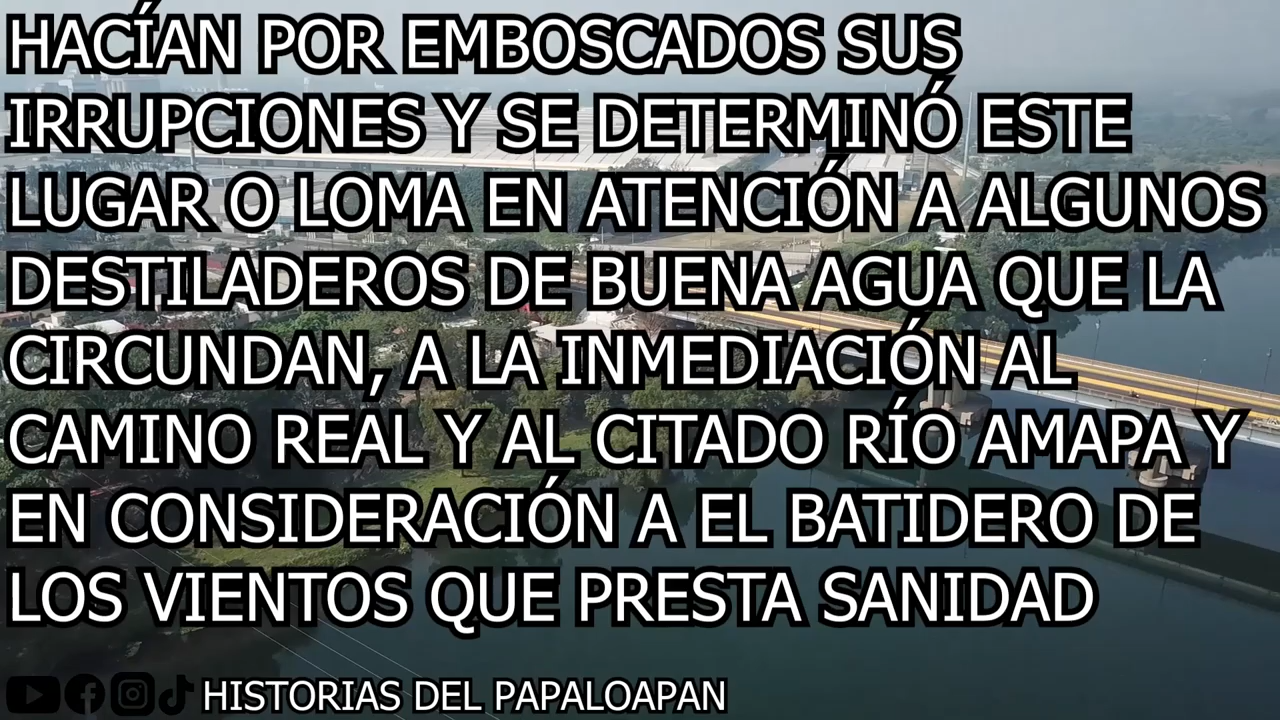 HACÍAN POR EMBOSCADOS SUS
IRRUPCIONES Y SE DETERMINÓ ESTE
LUGAR O LOMA EN ATENCIÓN A ALGUNOS
DESTILADEROS DE BUENA AGUA QUE LA
CIRCUNDAN, A LA INMEDIACIÓN AL
CAMINO REAL Y AL CITADO RÍO AMAPA Y
EN CONSIDERACIÓN A EL BATIDERO DE
LOS VIENTOS QUE PRESTA SANIDAD
HISTORIAS DEL PAPALOAPAN